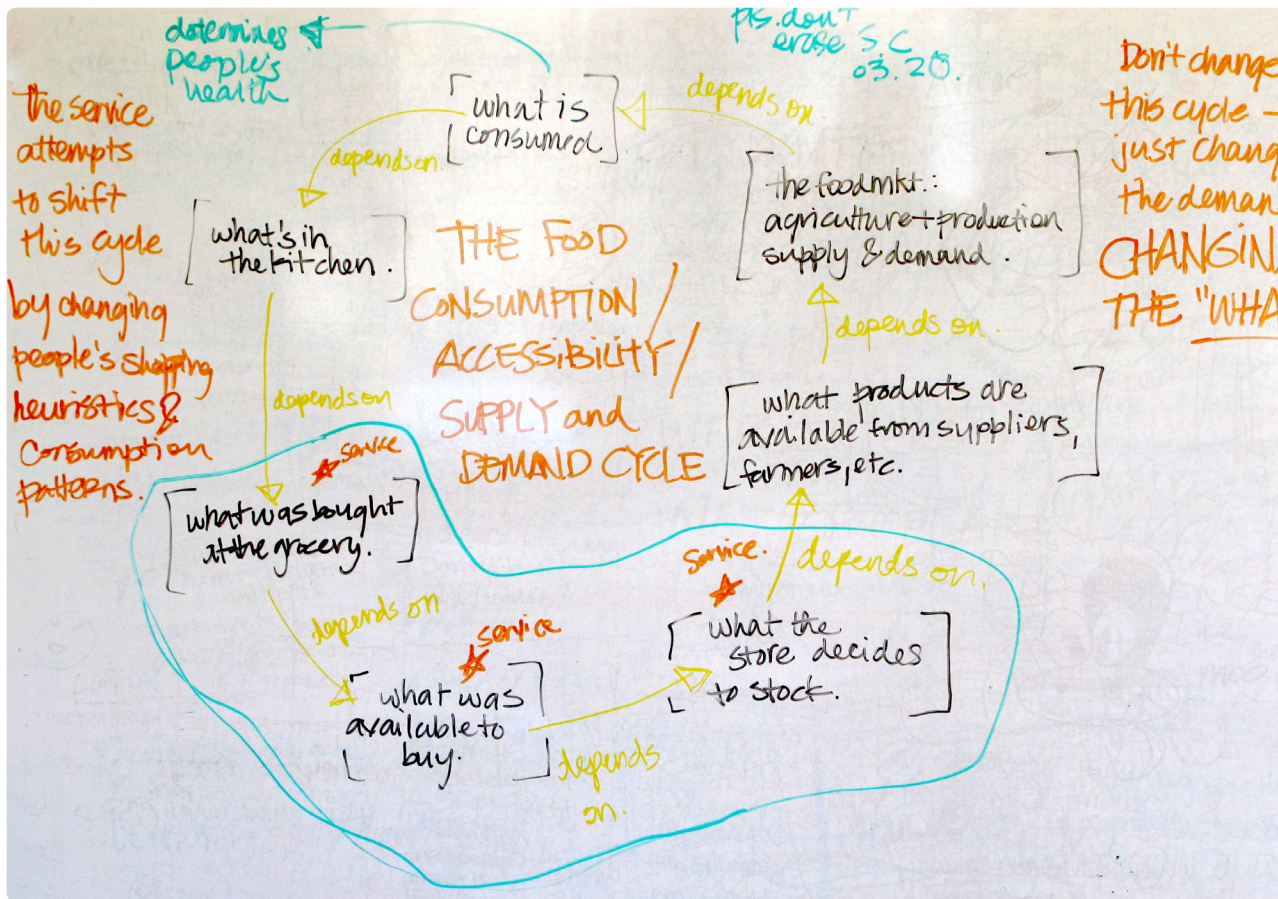 determines
people's
health
pls. don't
erase S.C
03.20.
the service
attempts
to shift
this cycle
by changing
people's shopping
heuristics &
consumption
patterns.
what is
consumed
depends on
what's in
the kitchen.
depends on
what was bought
at the grocery.
service
depends on
what was
available to
buy.
service
depends
on.
what the
store decides
to stock.
service.
depends on.
what products are
available from suppliers,
farmers, etc.
depends on.
the food mkt.:
agriculture + production
supply & demand.
depends on.
THE FOOD
CONSUMPTION /
ACCESSIBILITY /
SUPPLY and
DEMAND CYCLE
Don't change
this cycle -
just chang
the deman
CHANGIN
THE "WHA